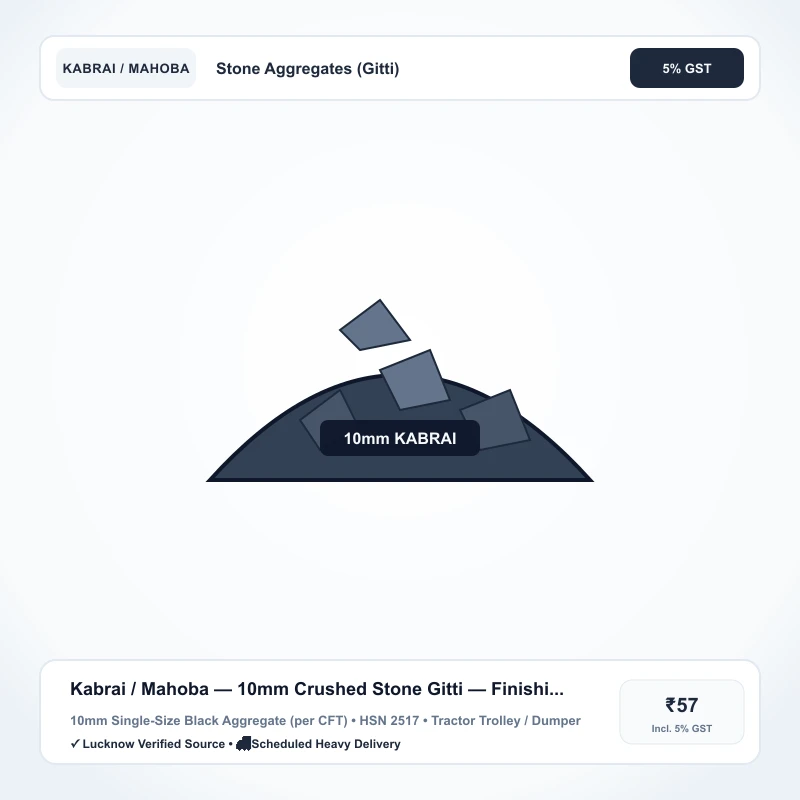 KABRAI / MAHOBA
Stone Aggregates (Gitti)
5% GST
10mm KABRAI
Kabrai / Mahoba — 10mm Crushed Stone Gitti — Finishi...
10mm Single-Size Black Aggregate (per CFT) • HSN 2517 • Tractor Trolley / Dumper
✓ Lucknow Verified Source • 🚚 Scheduled Heavy Delivery
₹57
Incl. 5% GST